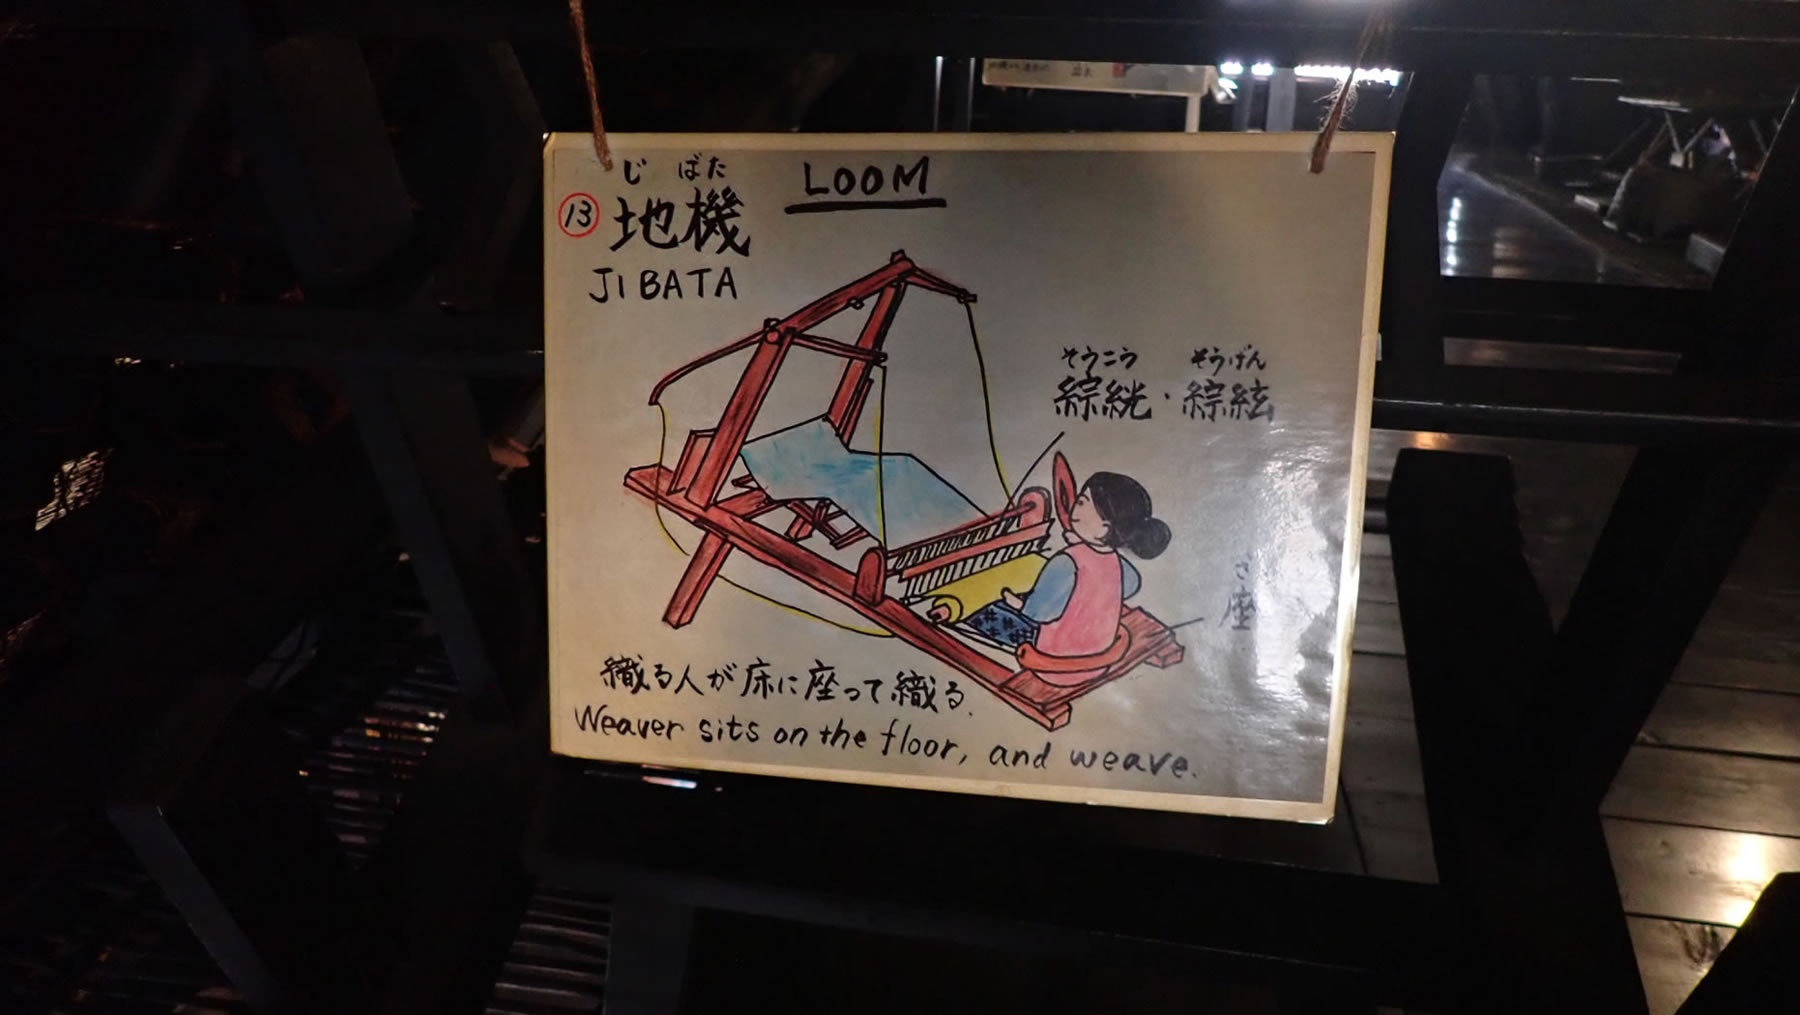 じ ばた
⑬ 地機 LOOM
JIBATA
そうこう そうげん
綜絖・綜絃
ざ
座
織る人が床に座って織る.
Weaver sits on the floor, and weave.